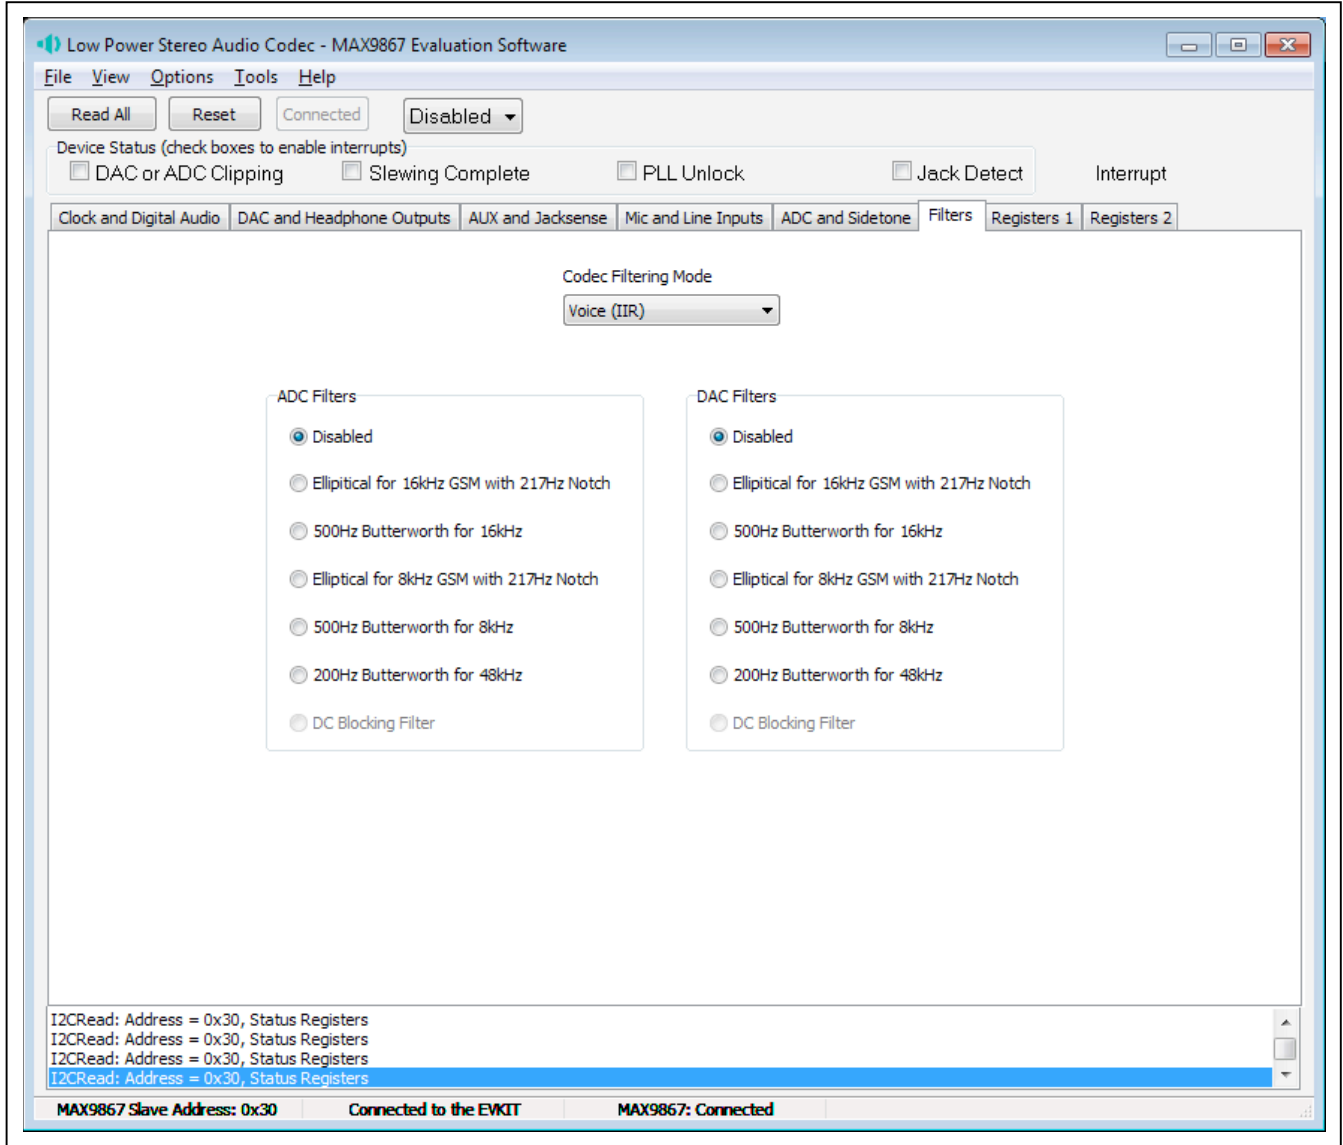 Low Power Stereo Audio Codec - MAX9867 Evaluation Software
File View Options Tools Help
Read All Reset Connected Disabled
Device Status (check boxes to enable interrupts)
DAC or ADC Clipping Slewing Complete PLL Unlock Jack Detect Interrupt
Clock and Digital Audio DAC and Headphone Outputs AUX and Jacksense Mic and Line Inputs ADC and Sidetone Filters Registers 1 Registers 2
Codec Filtering Mode
Voice (IIR)
ADC Filters
Disabled
Ellipitical for 16kHz GSM with 217Hz Notch
500Hz Butterworth for 16kHz
Elliptical for 8kHz GSM with 217Hz Notch
500Hz Butterworth for 8kHz
200Hz Butterworth for 48kHz
DC Blocking Filter
DAC Filters
Disabled
Ellipitical for 16kHz GSM with 217Hz Notch
500Hz Butterworth for 16kHz
Elliptical for 8kHz GSM with 217Hz Notch
500Hz Butterworth for 8kHz
200Hz Butterworth for 48kHz
DC Blocking Filter
I2CRead: Address = 0x30, Status Registers
I2CRead: Address = 0x30, Status Registers
I2CRead: Address = 0x30, Status Registers
I2CRead: Address = 0x30, Status Registers
MAX9867 Slave Address: 0x30 Connected to the EVKIT MAX9867: Connected